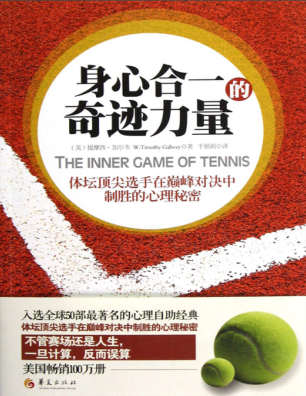 身心合一的
奇迹力量
（美）提摩西·加尔韦 W.Timothy Gallwey 著 于娟娟 译
THE INNER GAME OF TENNIS
体坛顶尖选手在巅峰对决中
制胜的心理秘密
入选全球50部最著名的心理自助经典
体坛顶尖选手在巅峰对决中制胜的心理秘密
不管赛场还是人生，
一旦计算，反而误算
美国畅销100万册
华夏出版社